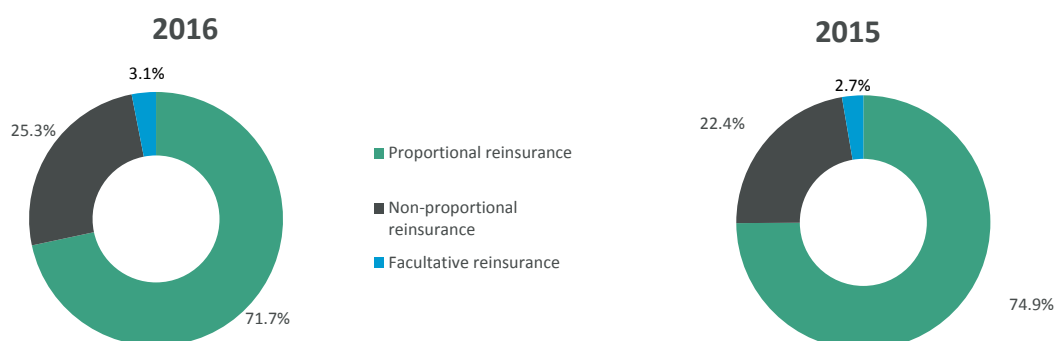 2016
3.1%
25.3%
71.7%
Proportional reinsurance
Non-proportional
reinsurance
Facultative reinsurance
2015
2.7%
22.4%
74.9%